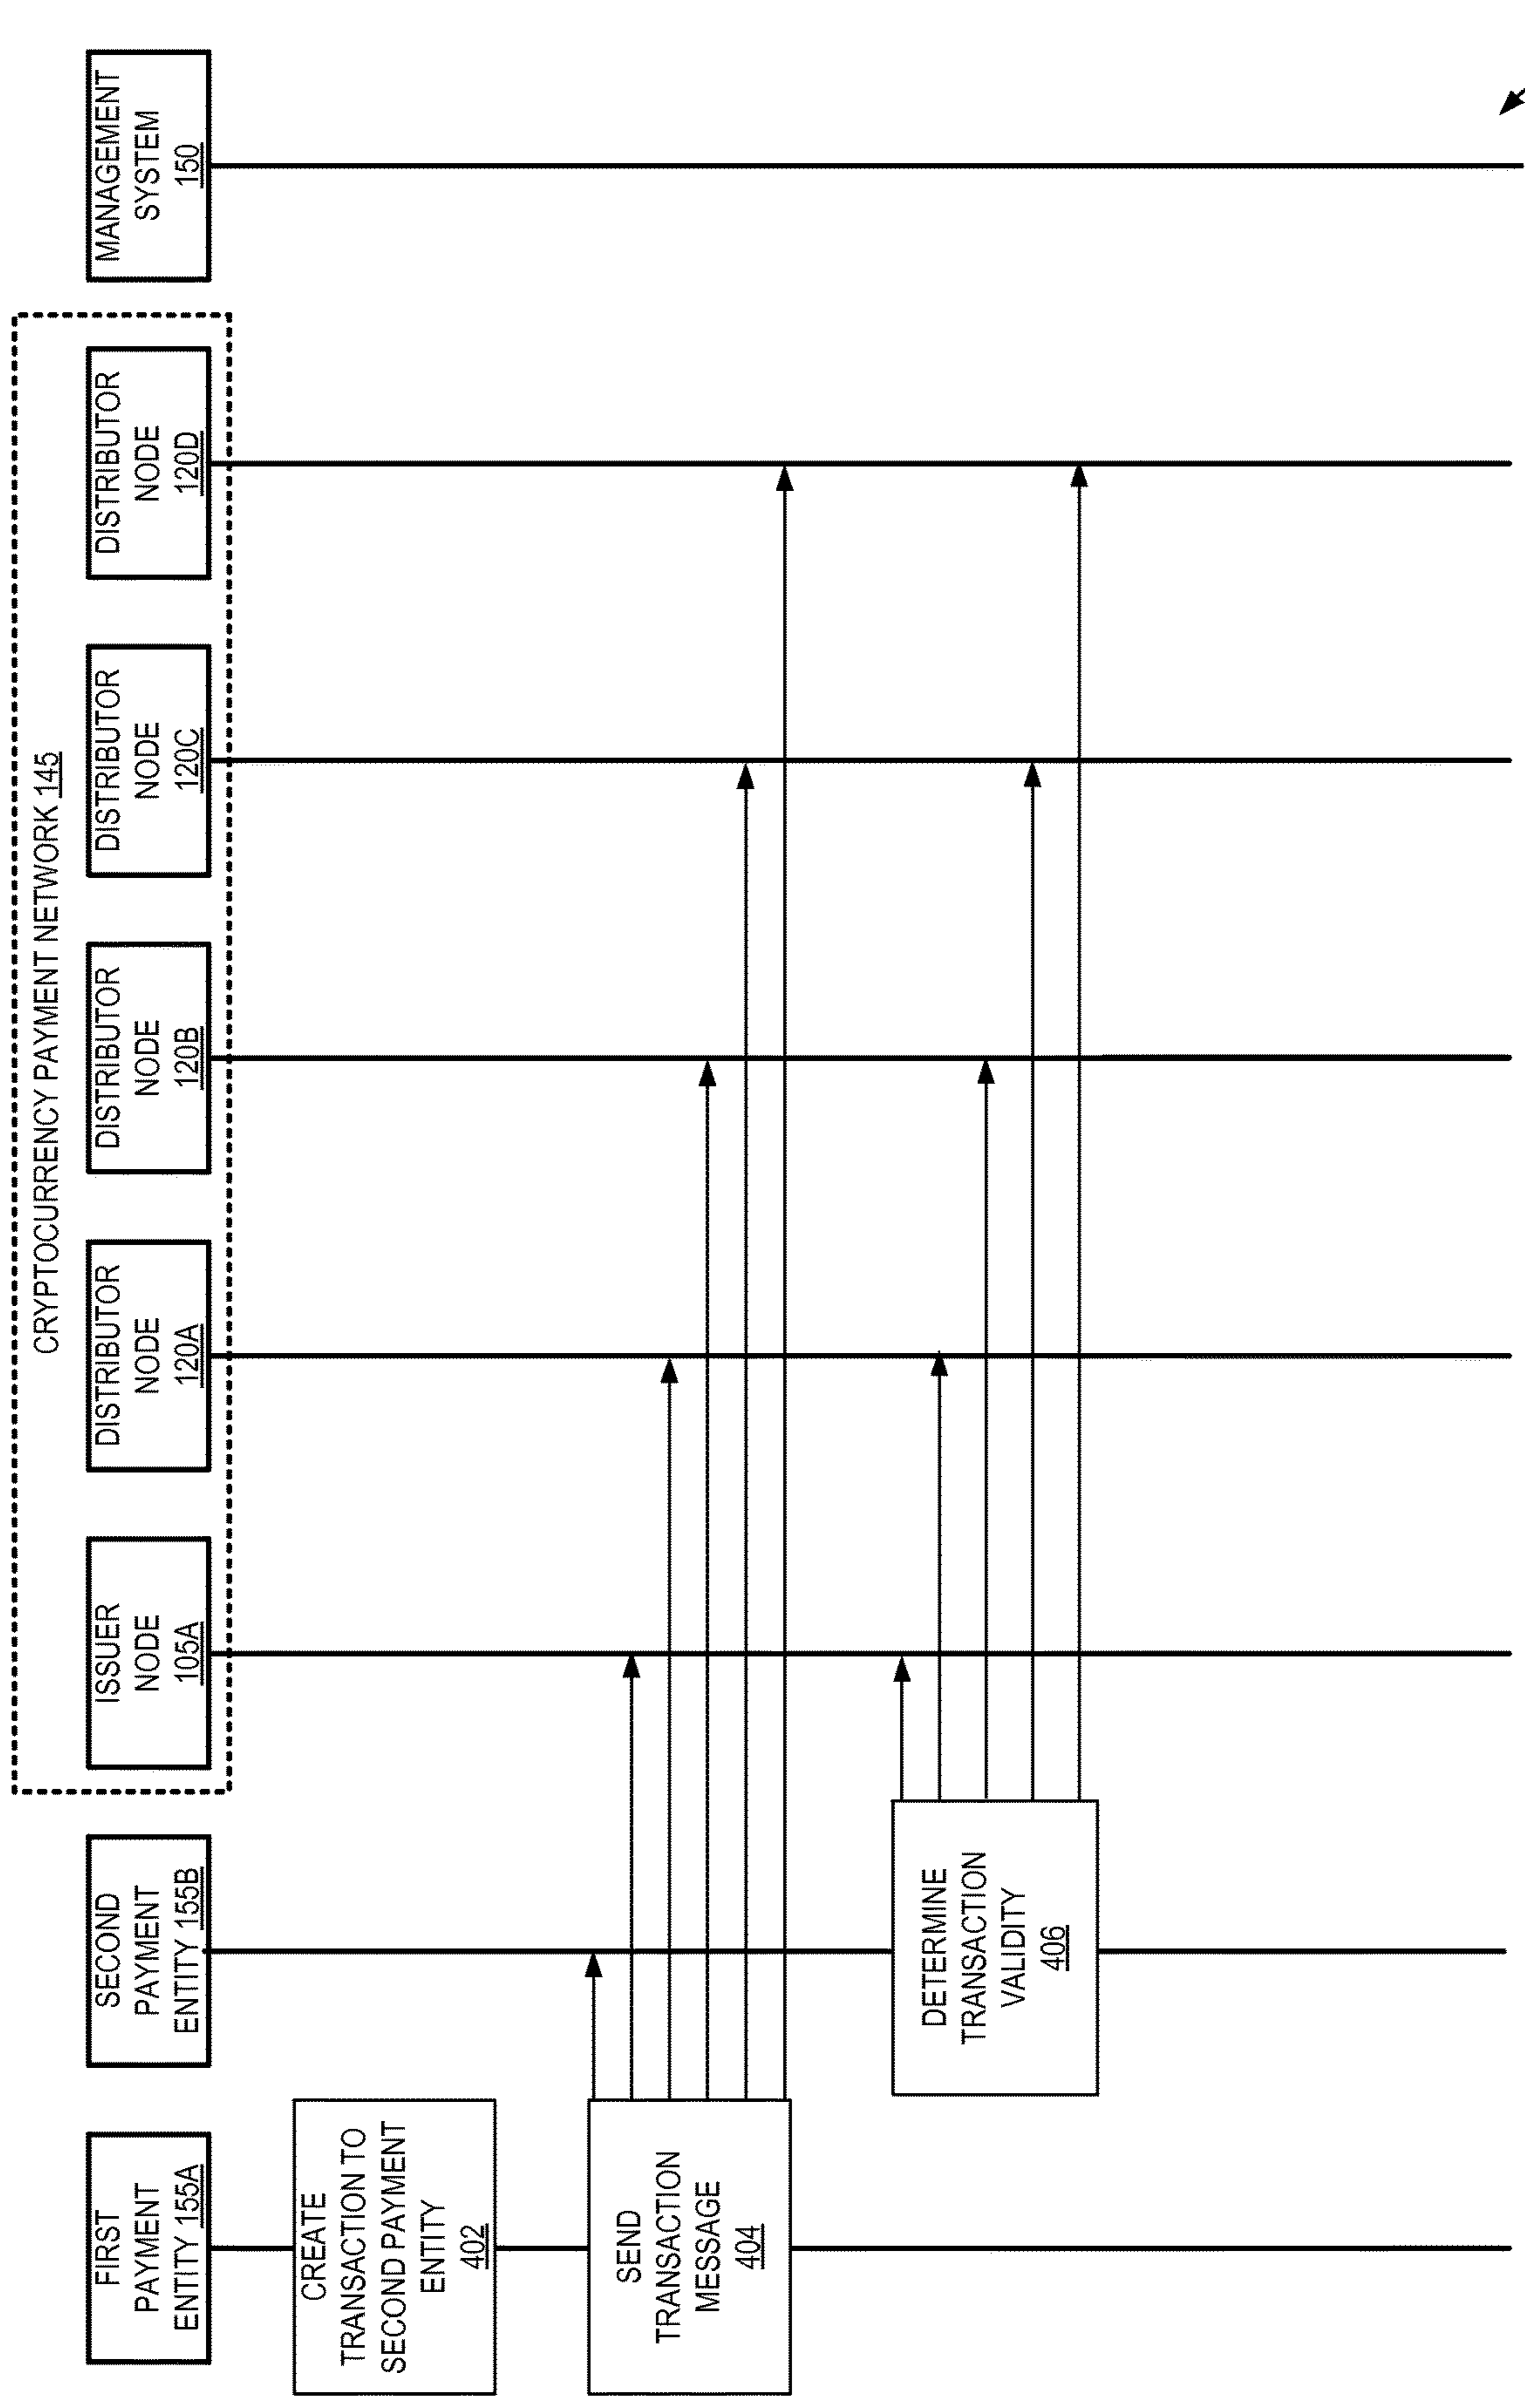 CRYPTOCURRENCY PAYMENT NETWORK 145
FIRST
PAYMENT
ENTITY 155A
SECOND
PAYMENT
ENTITY 155B
ISSUER
NODE
105A
DISTRIBUTOR
NODE
120A
DISTRIBUTOR
NODE
120B
DISTRIBUTOR
NODE
120C
DISTRIBUTOR
NODE
120D
MANAGEMENT
SYSTEM
150
CREATE
TRANSACTION TO
SECOND PAYMENT
ENTITY
402
SEND
TRANSACTION
MESSAGE
404
DETERMINE
TRANSACTION
VALIDITY
406